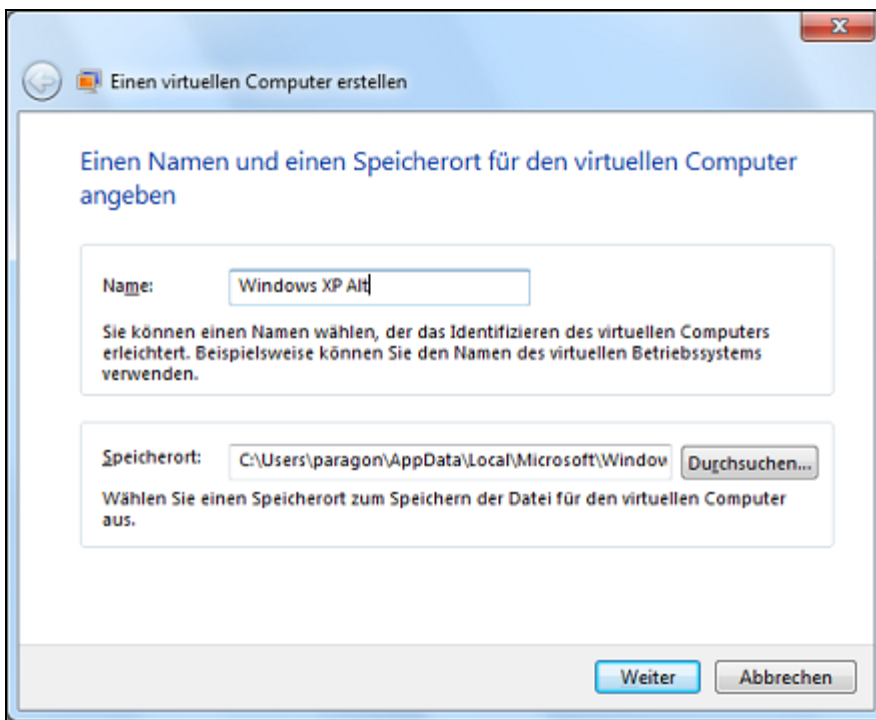 Einen virtuellen Computer erstellen
Einen Namen und einen Speicherort für den virtuellen Computer
angeben
Name: Windows XP Alt
Sie können einen Namen wählen, der das Identifizieren des virtuellen Computers
erleichtert. Beispielsweise können Sie den Namen des virtuellen Betriebssystems
verwenden.
Speicherort: C:\Users\paragon\AppData\Local\Microsoft\Window Durchsuchen...
Wählen Sie einen Speicherort zum Speichern der Datei für den virtuellen Computer
aus.
Weiter Abbrechen